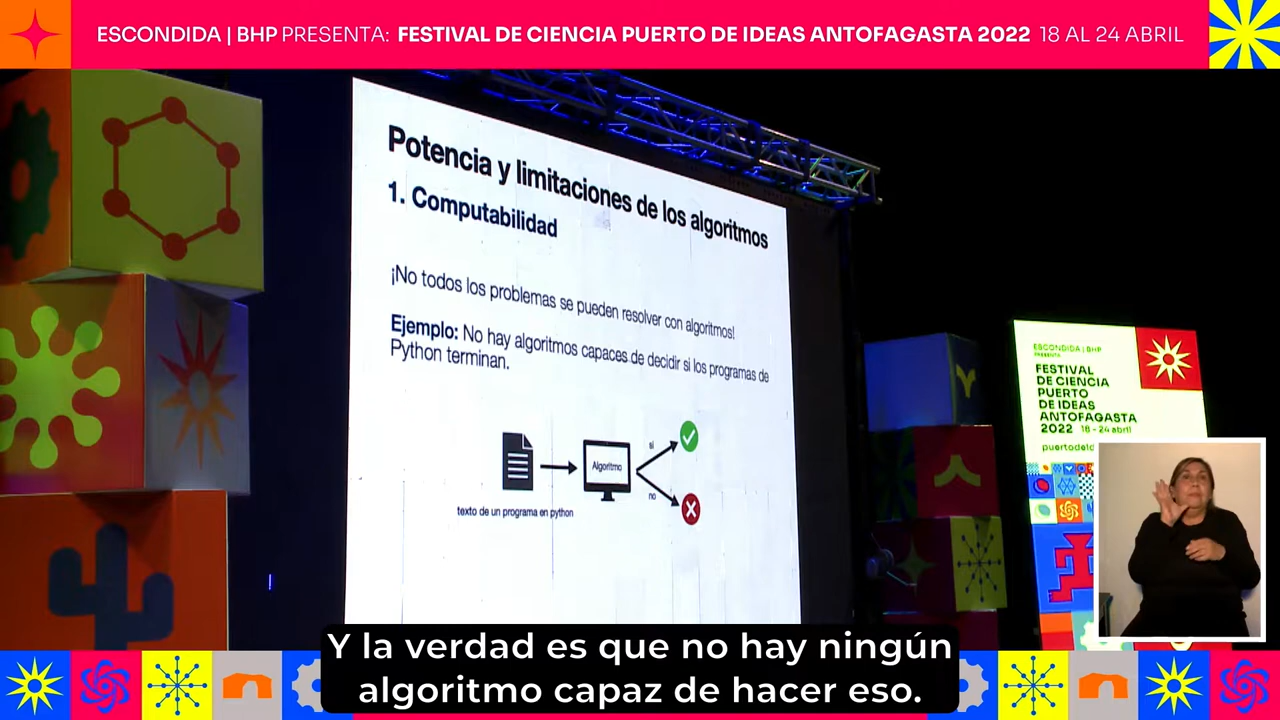 ESCONDIDA | BHP PRESENTA: FESTIVAL DE CIENCIA PUERTO DE IDEAS ANTOFAGASTA 2022 18 AL 24 ABRIL
Potencia y limitaciones de los algoritmos
1. Computabilidad
¡No todos los problemas se pueden resolver con algoritmos!
Ejemplo: No hay algoritmos capaces de decidir si los programas de
Python terminan.
si
Algoritmo
no
texto de un programa en python
ESCONDIDA | BHP
PRESENTA:
FESTIVAL
DE CIENCIA
PUERTO
DE IDEAS
ANTOFAGASTA
2022 18 - 24 abril
Y la verdad es que no hay ningún
algoritmo capaz de hacer eso.